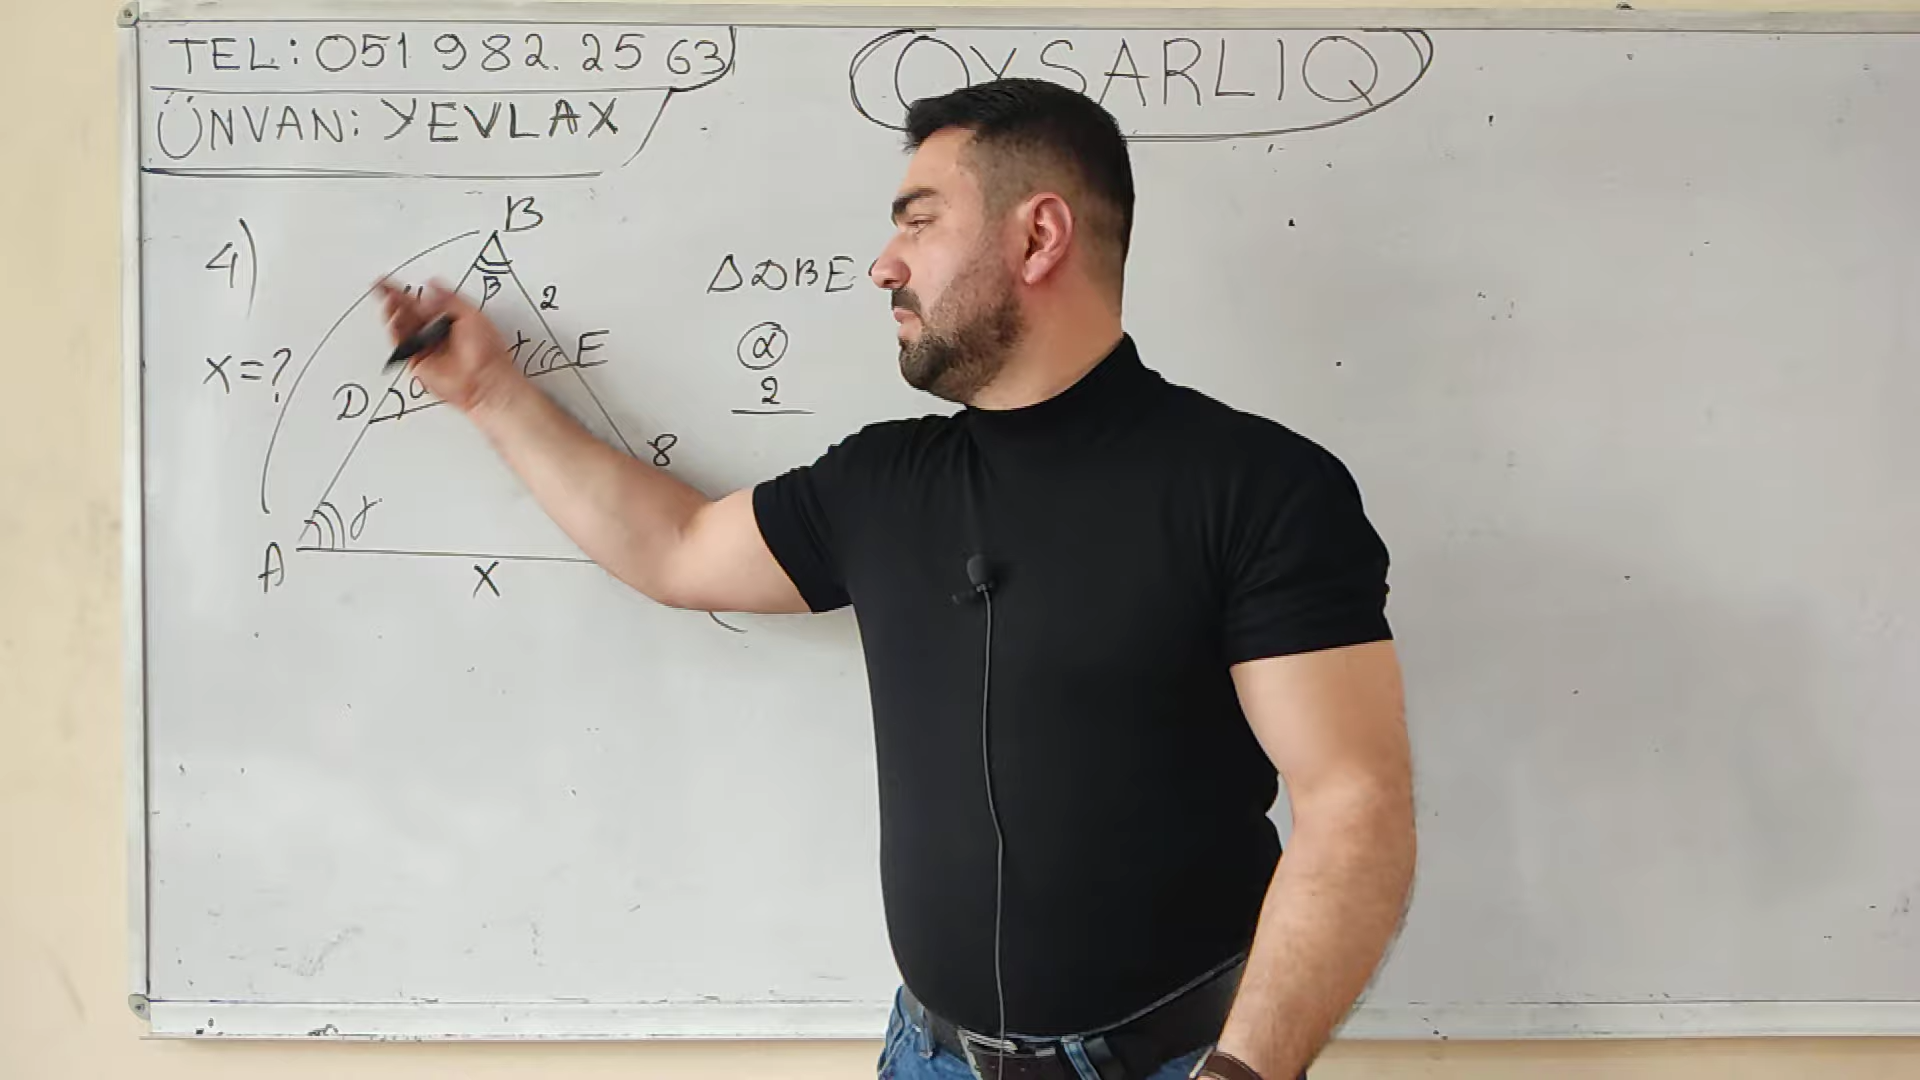 TEL: 051 982. 25 63
ÜNVAN: YEVLAX
OXŞARLIQ
4)
x=?
B
β
2
E
D
8
γ
A
x
△DBE
α
2